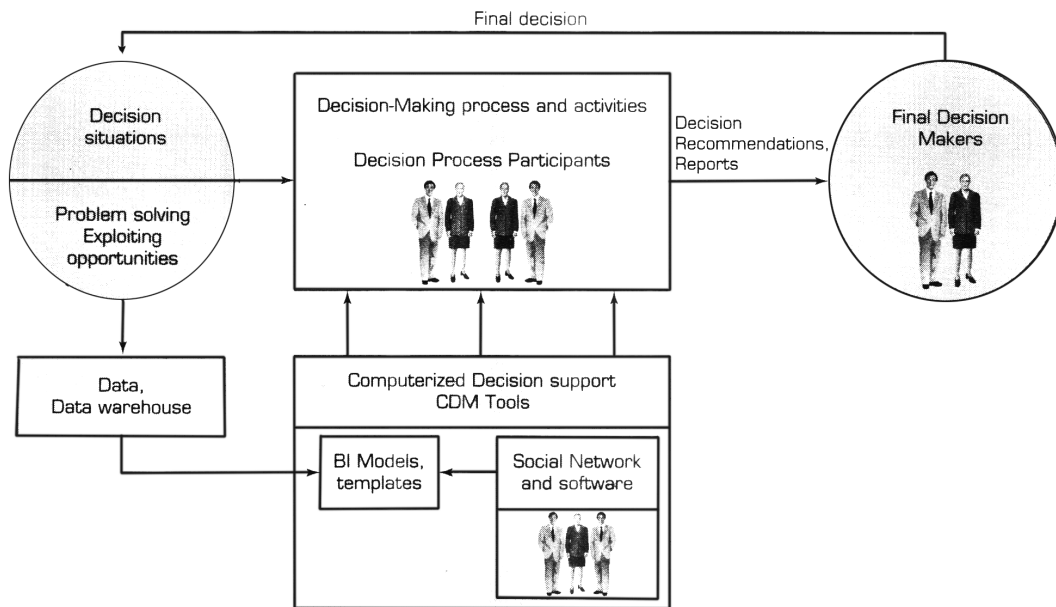 Final decision
Decision
situations
Problem solving
Exploiting
opportunities
Decision-Making process and activities
Decision Process Participants
Decision
Recommendations,
Reports
Final Decision
Makers
Data,
Data warehouse
Computerized Decision support
CDM Tools
BI Models,
templates
Social Network
and software